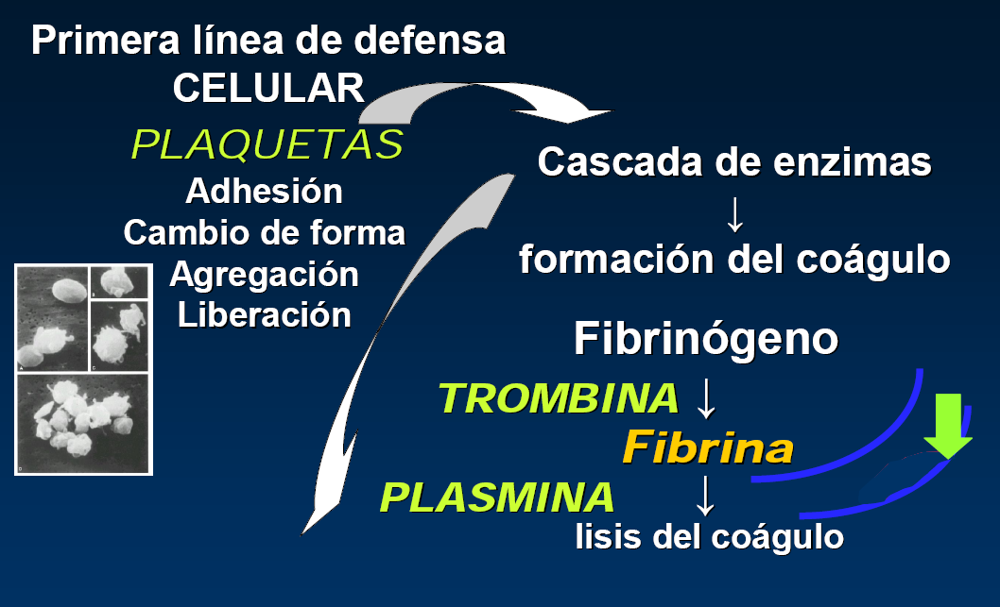 Primera línea de defensa
CELULAR
PLAQUETAS
Adhesión
Cambio de forma
Agregación
Liberación
Cascada de enzimas
↓
formación del coágulo
Fibrinógeno
TROMBINA ↓
Fibrina
PLASMINA ↓
lisis del coágulo